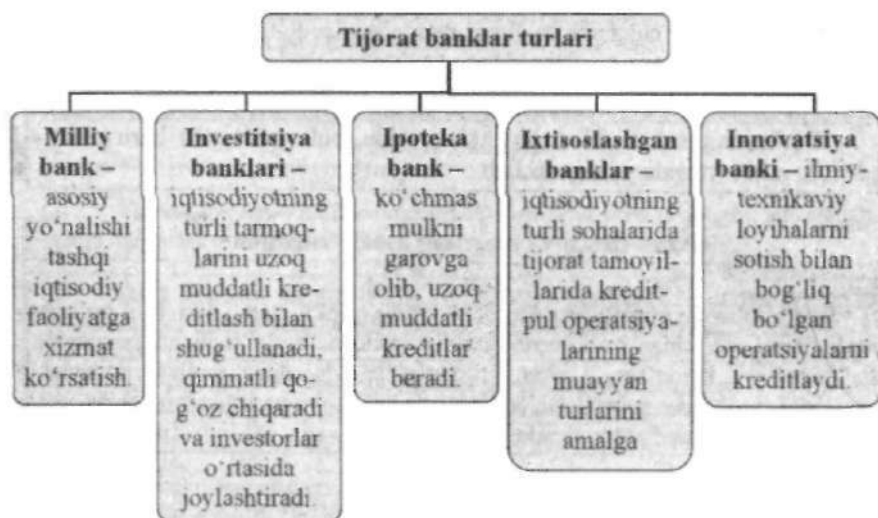 Tijorat banklar turlari
Milliy
bank –
asosiy
yo‘nalishi
tashqi
iqtisodiy
faoliyatga
xizmat
ko‘rsatish.
Investitsiya
banklari –
iqtisodiyotning
turli tarmoq-
larini uzoq
muddatli kre-
ditlash bilan
shug‘ullanadi,
qimmatli qo-
g‘oz chiqaradi
va investorlar
o‘rtasida
joylashtiradi.
Ipoteka
bank –
ko‘chmas
mulkni
garovga
olib, uzoq
muddatli
kreditlar
beradi.
Ixtisoslashgan
banklar –
iqtisodiyotning
turli sohalarida
tijorat tamoyil-
larida kredit-
pul operatsiya-
larining
muayyan
turlarini
amalga
Innovatsiya
banki – ilmiy-
texnikaviy
loyihalarni
sotish bilan
bog‘liq
bo‘lgan
operatsiyalarni
kreditlaydi.